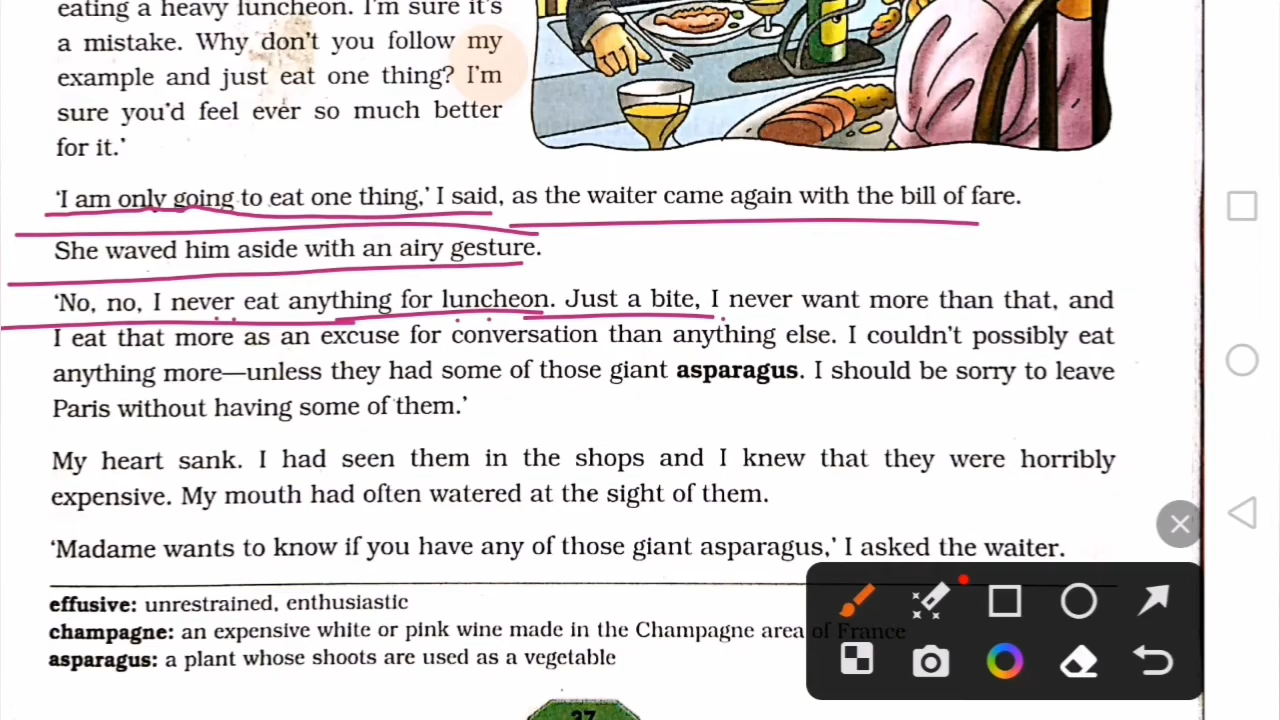 eating a heavy luncheon. I'm sure it's
a mistake. Why don't you follow my
example and just eat one thing? I'm
sure you'd feel ever so much better
for it.'
'I am only going to eat one thing,' I said, as the waiter came again with the bill of fare.
She waved him aside with an airy gesture.
'No, no, I never eat anything for luncheon. Just a bite, I never want more than that, and
I eat that more as an excuse for conversation than anything else. I couldn't possibly eat
anything more—unless they had some of those giant asparagus. I should be sorry to leave
Paris without having some of them.'
My heart sank. I had seen them in the shops and I knew that they were horribly
expensive. My mouth had often watered at the sight of them.
'Madame wants to know if you have any of those giant asparagus,' I asked the waiter.
effusive: unrestrained, enthusiastic
champagne: an expensive white or pink wine made in the Champagne area of France
asparagus: a plant whose shoots are used as a vegetable
37